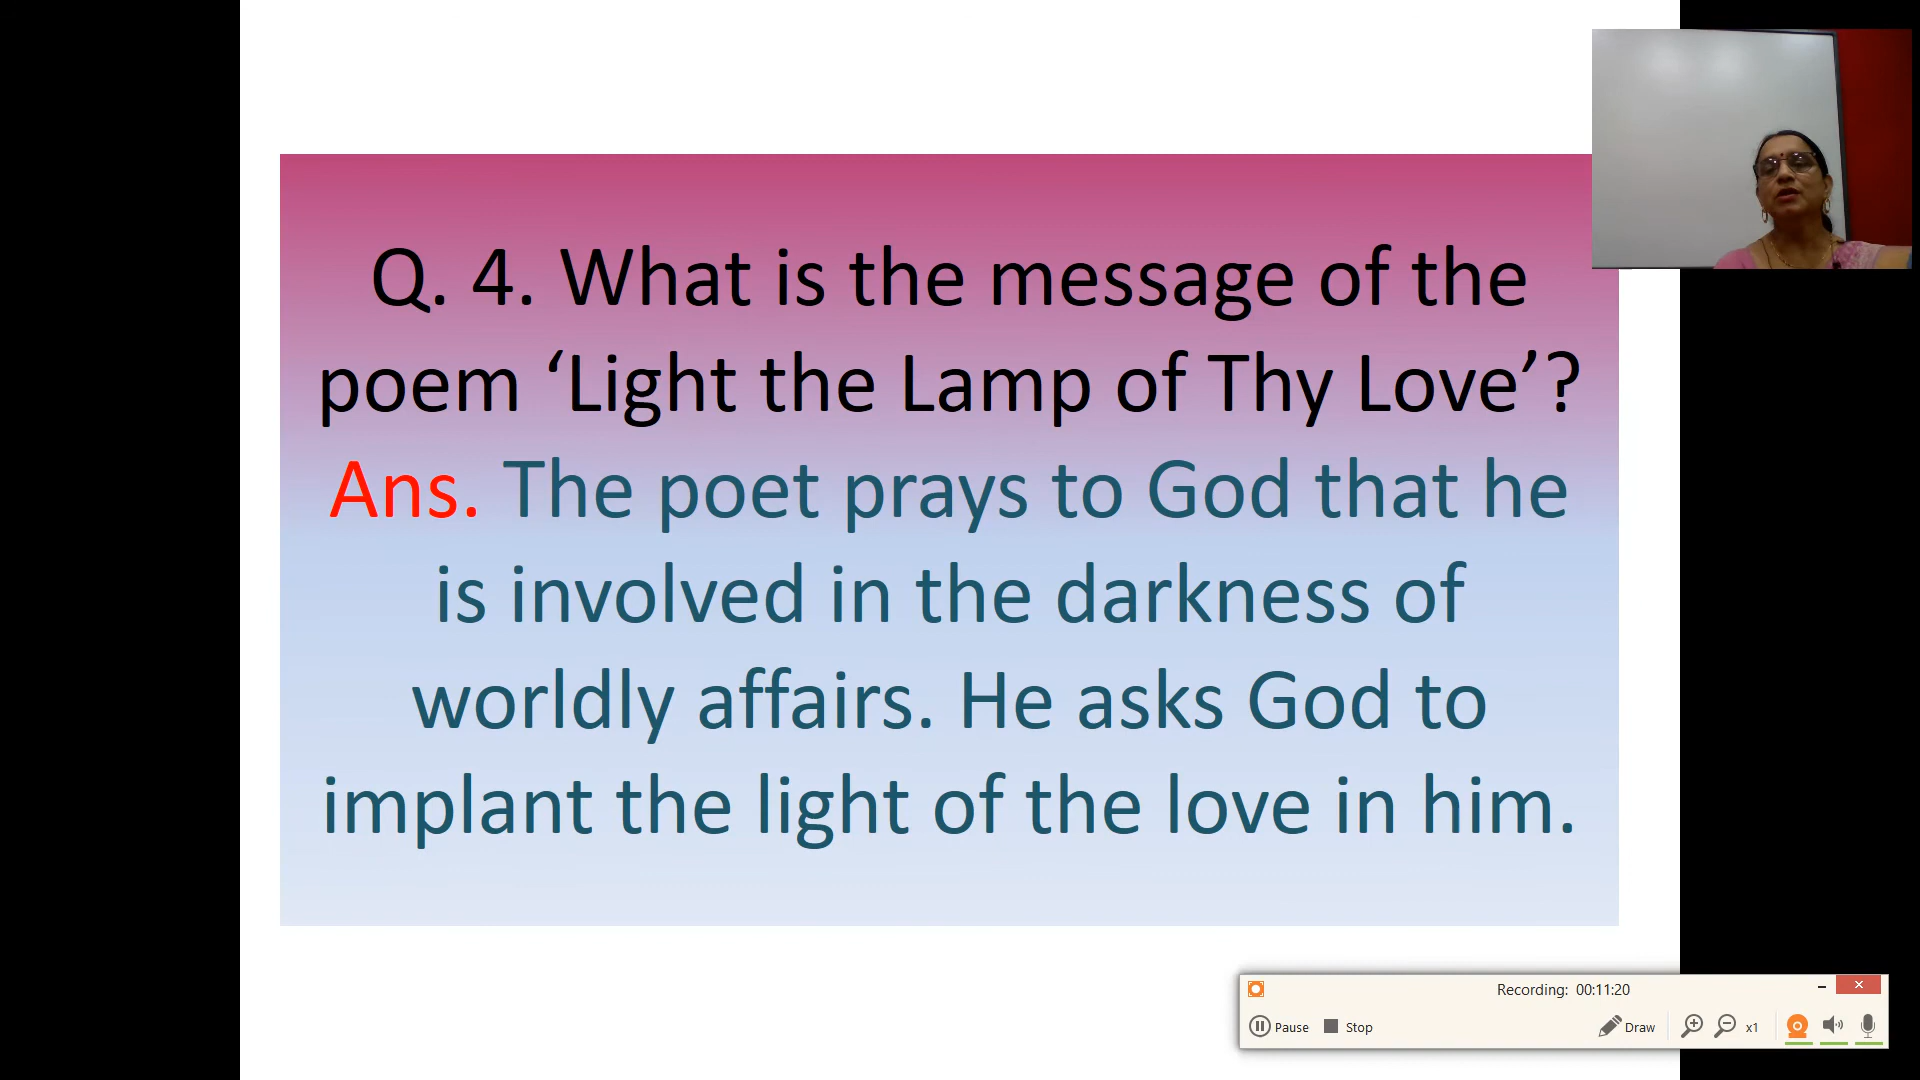 Q. 4. What is the message of the
poem ‘Light the Lamp of Thy Love’?
Ans. The poet prays to God that he
is involved in the darkness of
worldly affairs. He asks God to
implant the light of the love in him.
Recording: 00:11:20
Pause Stop Draw x1